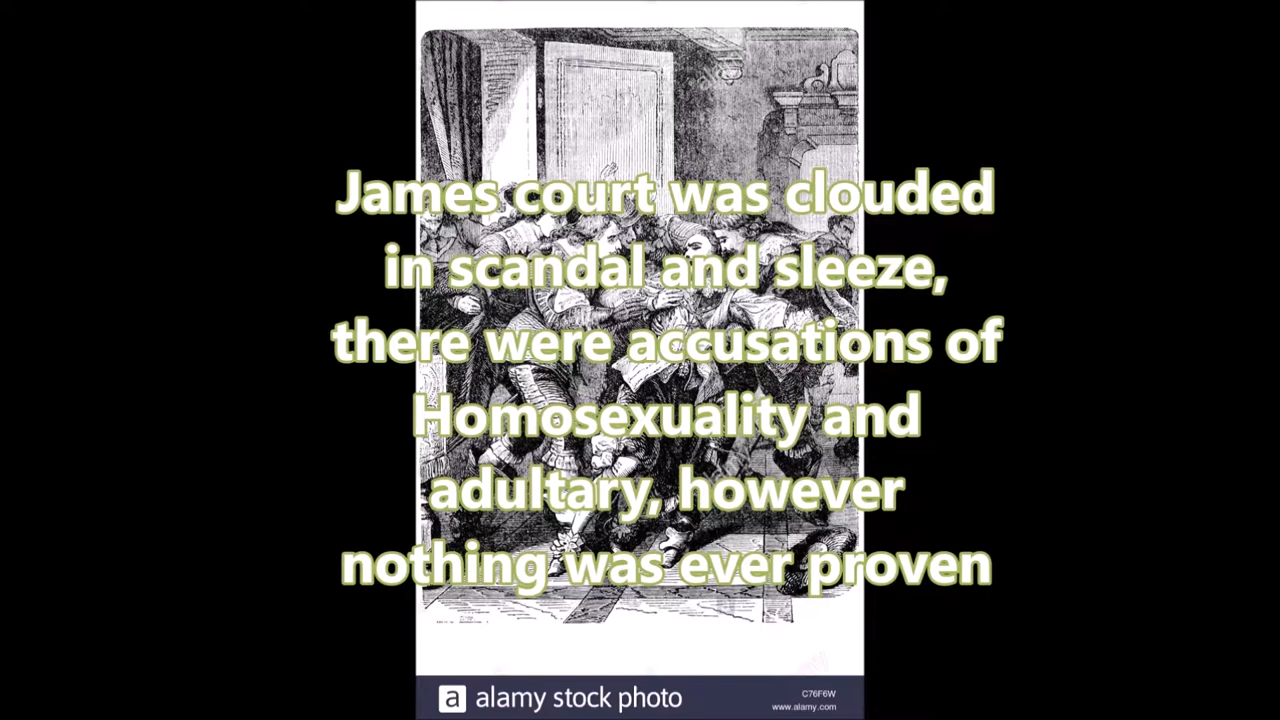 James court was clouded
in scandal and sleeze,
there were accusations of
Homosexuality and
adultary, however
nothing was ever proven
a alamy stock photo
C76F6W
www.alamy.com